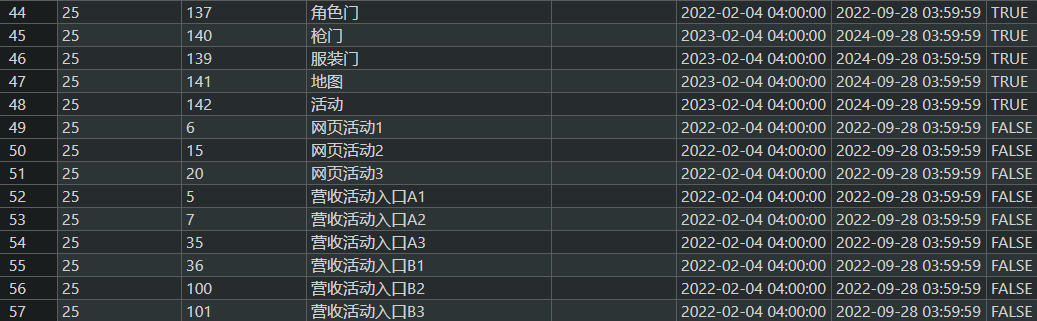 44 25 137 角色门 2022-02-04 04:00:00 2022-09-28 03:59:59 TRUE
45 25 140 枪门 2023-02-04 04:00:00 2024-09-28 03:59:59 TRUE
46 25 139 服装门 2023-02-04 04:00:00 2024-09-28 03:59:59 TRUE
47 25 141 地图 2023-02-04 04:00:00 2024-09-28 03:59:59 TRUE
48 25 142 活动 2023-02-04 04:00:00 2024-09-28 03:59:59 TRUE
49 25 6 网页活动1 2022-02-04 04:00:00 2022-09-28 03:59:59 FALSE
50 25 15 网页活动2 2022-02-04 04:00:00 2022-09-28 03:59:59 FALSE
51 25 20 网页活动3 2022-02-04 04:00:00 2022-09-28 03:59:59 FALSE
52 25 5 营收活动入口A1 2022-02-04 04:00:00 2022-09-28 03:59:59 FALSE
53 25 7 营收活动入口A2 2022-02-04 04:00:00 2022-09-28 03:59:59 FALSE
54 25 35 营收活动入口A3 2022-02-04 04:00:00 2022-09-28 03:59:59 FALSE
55 25 36 营收活动入口B1 2022-02-04 04:00:00 2022-09-28 03:59:59 FALSE
56 25 100 营收活动入口B2 2022-02-04 04:00:00 2022-09-28 03:59:59 FALSE
57 25 101 营收活动入口B3 2022-02-04 04:00:00 2022-09-28 03:59:59 FALSE